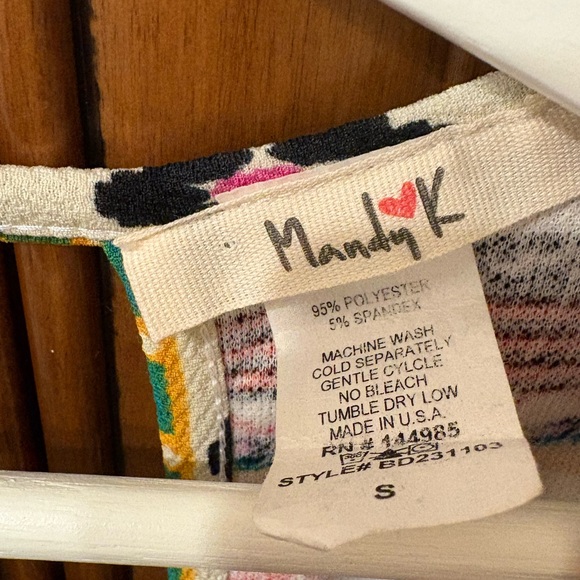 Mandy K
95% POLYESTER
5% SPANDEX
MACHINE WASH
COLD SEPARATELY
GENTLE CYLCLE
NO BLEACH
TUMBLE DRY LOW
MADE IN U.S.A.
RN # 144985
STYLE# BD231103
S